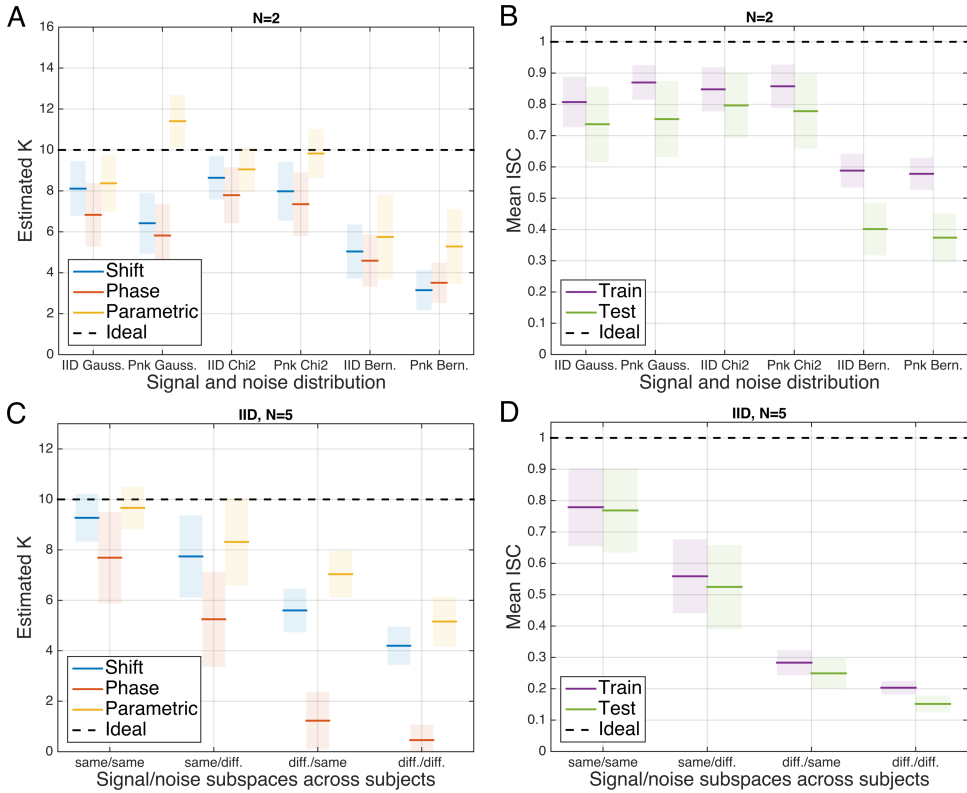 A
N=2
16
14
12
10
8
6
4
2
0
Estimated K
Shift
Phase
Parametric
Ideal
IID Gauss. Pnk Gauss. IID Chi2 Pnk Chi2 IID Bern. Pnk Bern.
Signal and noise distribution
B
N=2
1
0.9
0.8
0.7
0.6
0.5
0.4
0.3
0.2
0.1
0
Mean ISC
Train
Test
Ideal
IID Gauss. Pnk Gauss. IID Chi2 Pnk Chi2 IID Bern. Pnk Bern.
Signal and noise distribution
C
IID, N=5
12
10
8
6
4
2
0
Estimated K
Shift
Phase
Parametric
Ideal
same/same same/diff. diff./same diff./diff.
Signal/noise subspaces across subjects
D
IID, N=5
1
0.9
0.8
0.7
0.6
0.5
0.4
0.3
0.2
0.1
0
Mean ISC
Train
Test
Ideal
same/same same/diff. diff./same diff./diff.
Signal/noise subspaces across subjects